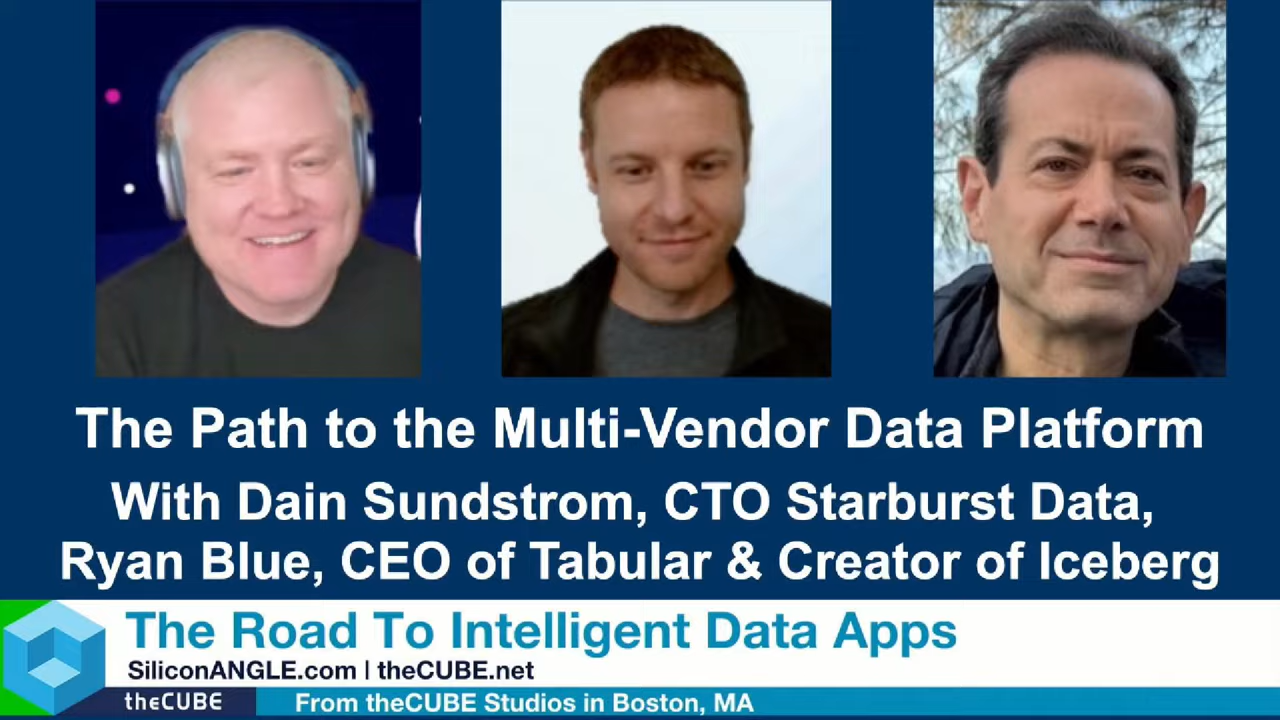 The Path to the Multi-Vendor Data Platform
With Dain Sundstrom, CTO Starburst Data,
Ryan Blue, CEO of Tabular & Creator of Iceberg
The Road To Intelligent Data Apps
SiliconANGLE.com | theCUBE.net
theCUBE
From theCUBE Studios in Boston, MA